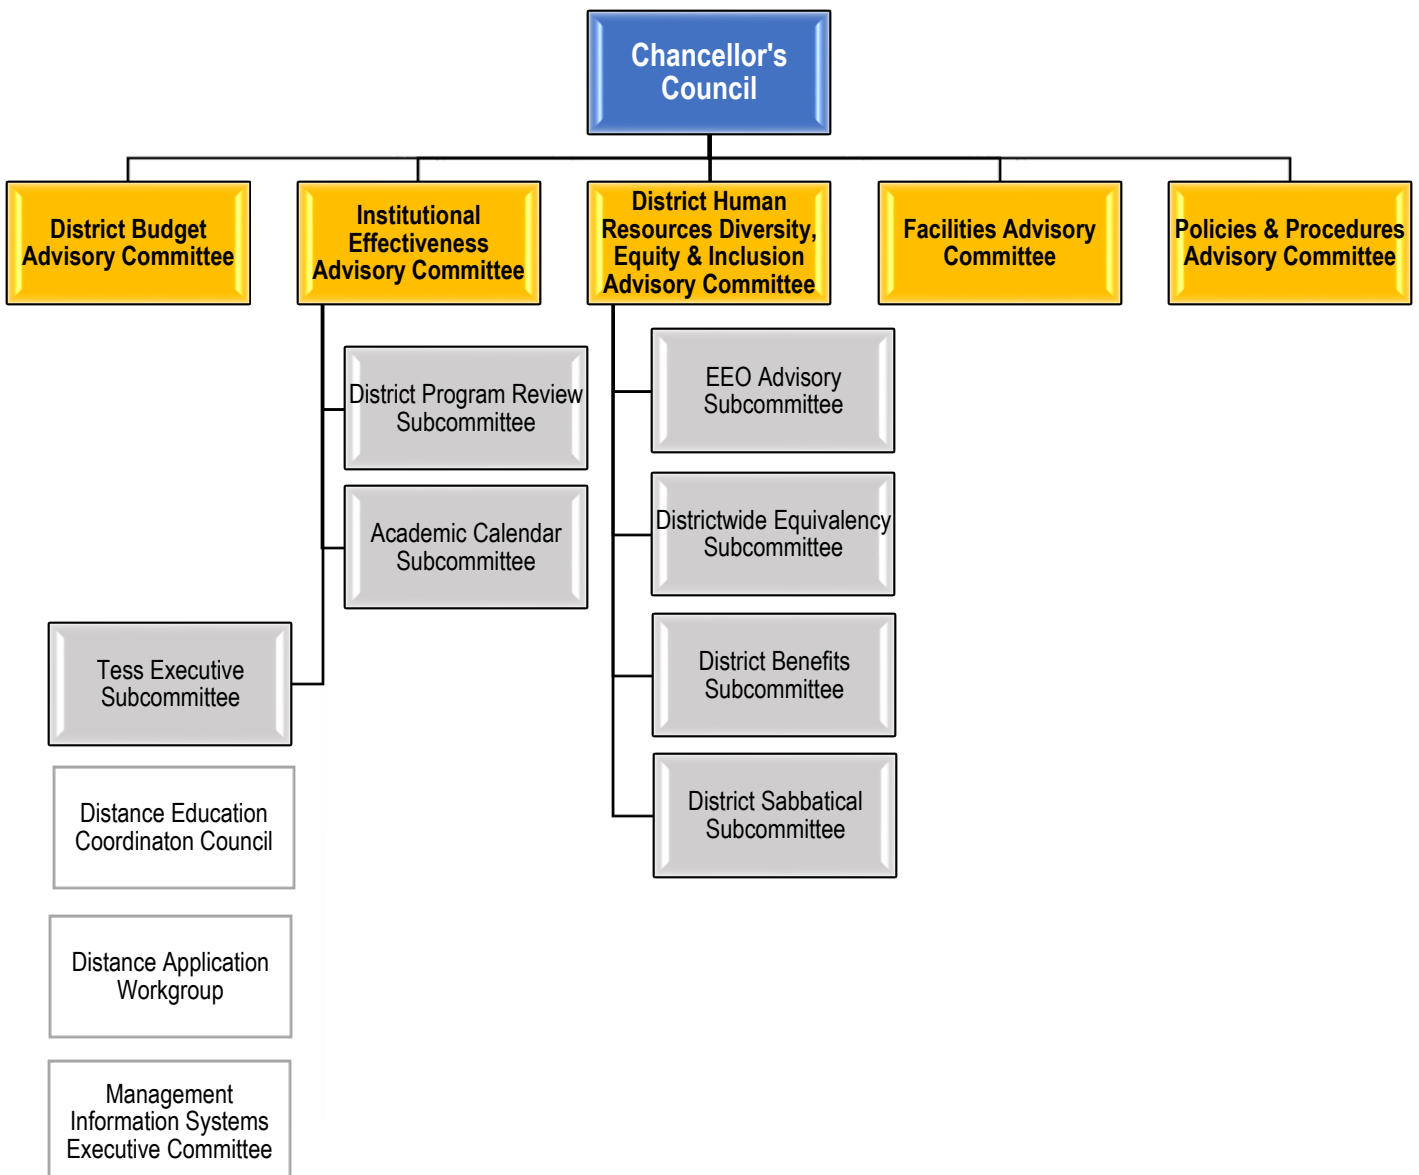 Chancellor's
Council
District Budget
Advisory Committee
Institutional
Effectiveness
Advisory Committee
District Human
Resources Diversity,
Equity & Inclusion
Advisory Committee
Facilities Advisory
Committee
Policies & Procedures
Advisory Committee
District Program Review
Subcommittee
Academic Calendar
Subcommittee
Tess Executive
Subcommittee
Distance Education
Coordinaton Council
Distance Application
Workgroup
Management
Information Systems
Executive Committee
EEO Advisory
Subcommittee
Districtwide Equivalency
Subcommittee
District Benefits
Subcommittee
District Sabbatical
Subcommittee